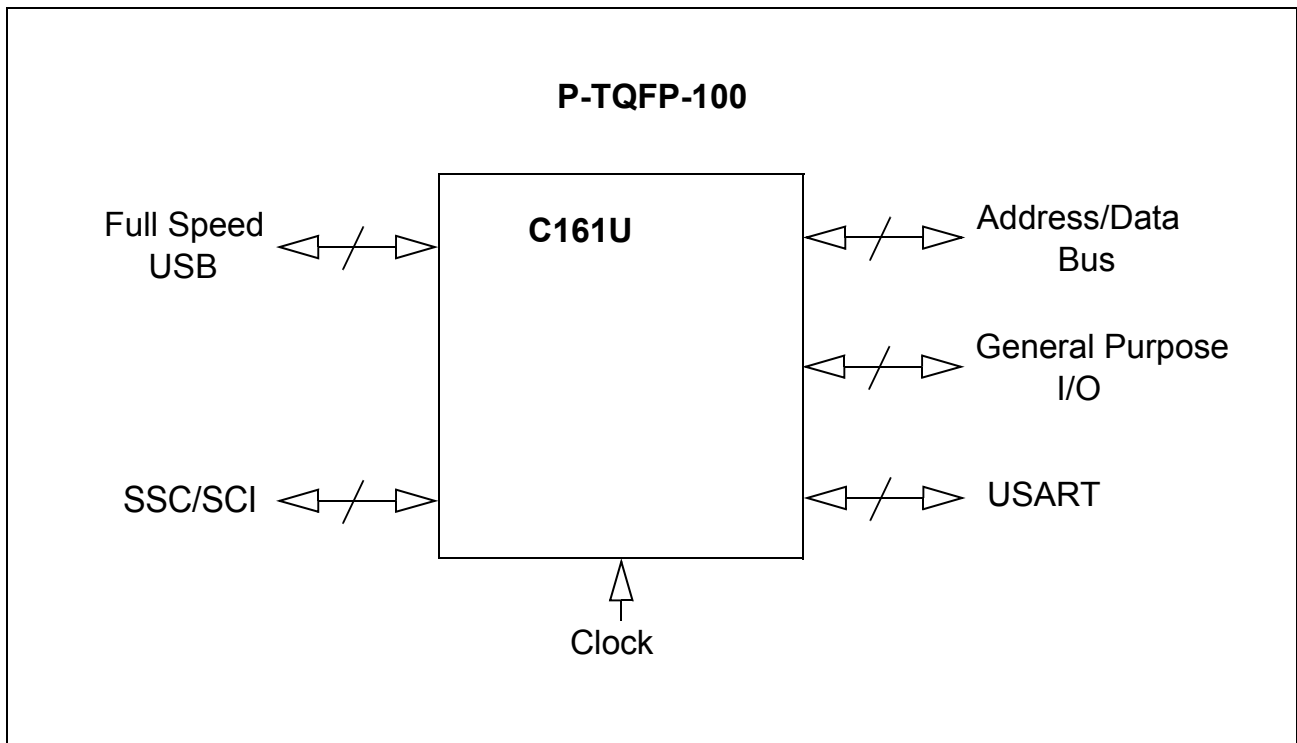 P-TQFP-100
C161U
Full Speed
USB
SSC/SCI
Address/Data
Bus
General Purpose
I/O
USART
Clock